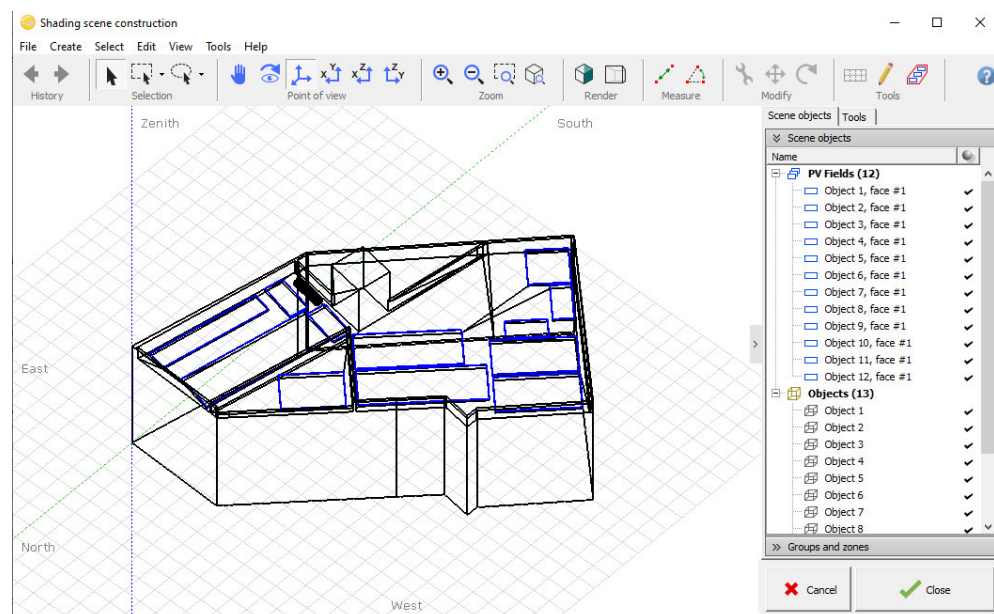 Shading scene construction
File Create Select Edit View Tools Help
History Selection Point of view Zoom Render Measure Modify Tools
Scene objects Tools
Scene objects
Name
PV Fields (12)
Object 1, face #1
Object 2, face #1
Object 3, face #1
Object 4, face #1
Object 5, face #1
Object 6, face #1
Object 7, face #1
Object 8, face #1
Object 9, face #1
Object 10, face #1
Object 11, face #1
Object 12, face #1
Objects (13)
Object 1
Object 2
Object 3
Object 4
Object 5
Object 6
Object 7
Object 8
Groups and zones
Cancel Close
Zenith
South
East
North
West